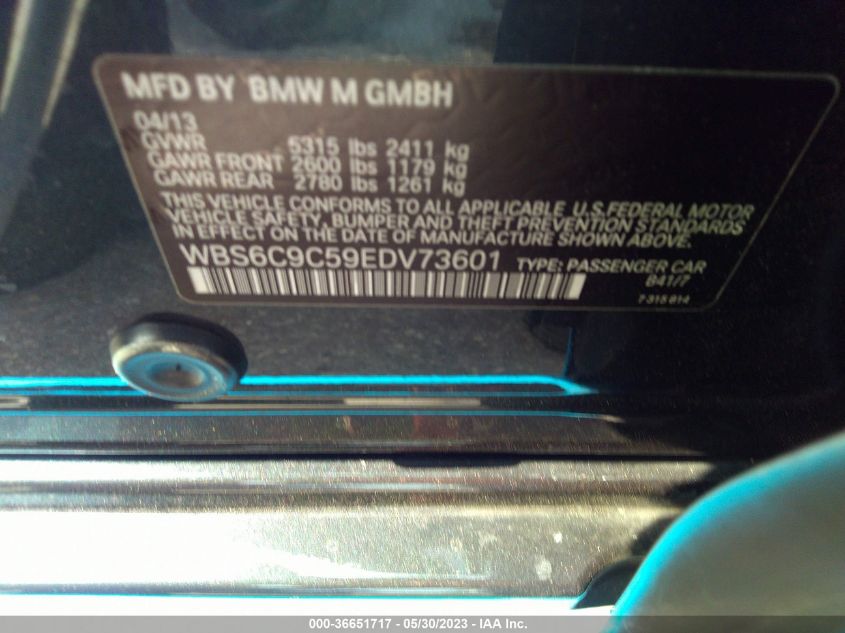 MFD BY BMW M GMBH
04/13
GVWR 5315 lbs 2411 kg
GAWR FRONT 2600 lbs 1179 kg
GAWR REAR 2780 lbs 1261 kg
THIS VEHICLE CONFORMS TO ALL APPLICABLE U.S.FEDERAL MOTOR
VEHICLE SAFETY, BUMPER AND THEFT PREVENTION STANDARDS
IN EFFECT ON THE DATE OF MANUFACTURE SHOWN ABOVE.
WBS6C9C59EDV73601 TYPE: PASSENGER CAR
B41/7
7 315 814
000-36651717 - 05/30/2023 - IAA Inc.